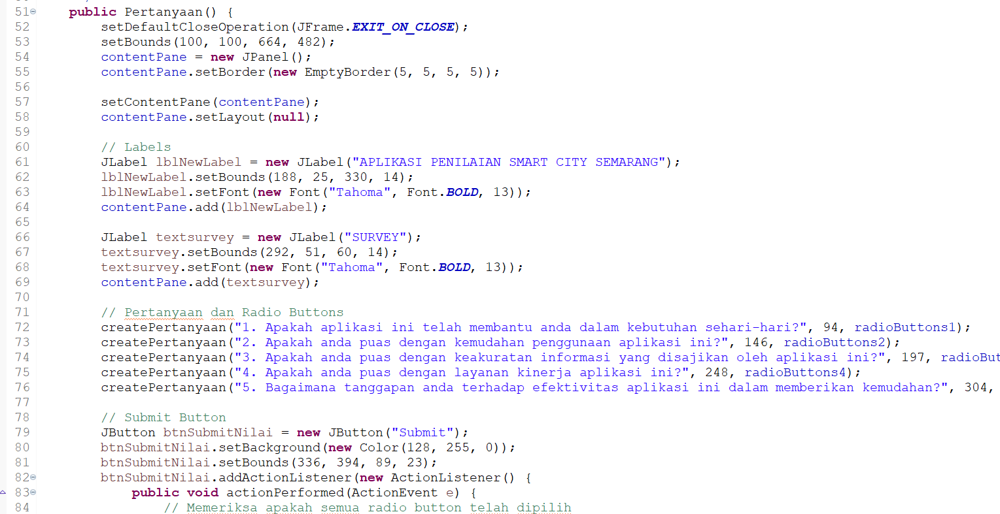 51 public Pertanyaan() {
52 setDefaultCloseOperation(JFrame.EXIT_ON_CLOSE);
53 setBounds(100, 100, 664, 482);
54 contentPane = new JPanel();
55 contentPane.setBorder(new EmptyBorder(5, 5, 5, 5));
56
57 setContentPane(contentPane);
58 contentPane.setLayout(null);
59
60 // Labels
61 JLabel lblNewLabel = new JLabel("APLIKASI PENILAIAN SMART CITY SEMARANG");
62 lblNewLabel.setBounds(188, 25, 330, 14);
63 lblNewLabel.setFont(new Font("Tahoma", Font.BOLD, 13));
64 contentPane.add(lblNewLabel);
65
66 JLabel textsurvey = new JLabel("SURVEY");
67 textsurvey.setBounds(292, 51, 60, 14);
68 textsurvey.setFont(new Font("Tahoma", Font.BOLD, 13));
69 contentPane.add(textsurvey);
70
71 // Pertanyaan dan Radio Buttons
72 createPertanyaan("1. Apakah aplikasi ini telah membantu anda dalam kebutuhan sehari-hari?", 94, radioButtons1);
73 createPertanyaan("2. Apakah anda puas dengan kemudahan penggunaan aplikasi ini?", 146, radioButtons2);
74 createPertanyaan("3. Apakah anda puas dengan keakuratan informasi yang disajikan oleh aplikasi ini?", 197, radioBut
75 createPertanyaan("4. Apakah anda puas dengan layanan kinerja aplikasi ini?", 248, radioButtons4);
76 createPertanyaan("5. Bagaimana tanggapan anda terhadap efektivitas aplikasi ini dalam memberikan kemudahan?", 304,
77
78 // Submit Button
79 JButton btnSubmitNilai = new JButton("Submit");
80 btnSubmitNilai.setBackground(new Color(128, 255, 0));
81 btnSubmitNilai.setBounds(336, 394, 89, 23);
82 btnSubmitNilai.addActionListener(new ActionListener() {
83 public void actionPerformed(ActionEvent e) {
84 // Memeriksa apakah semua radio button telah dipilih